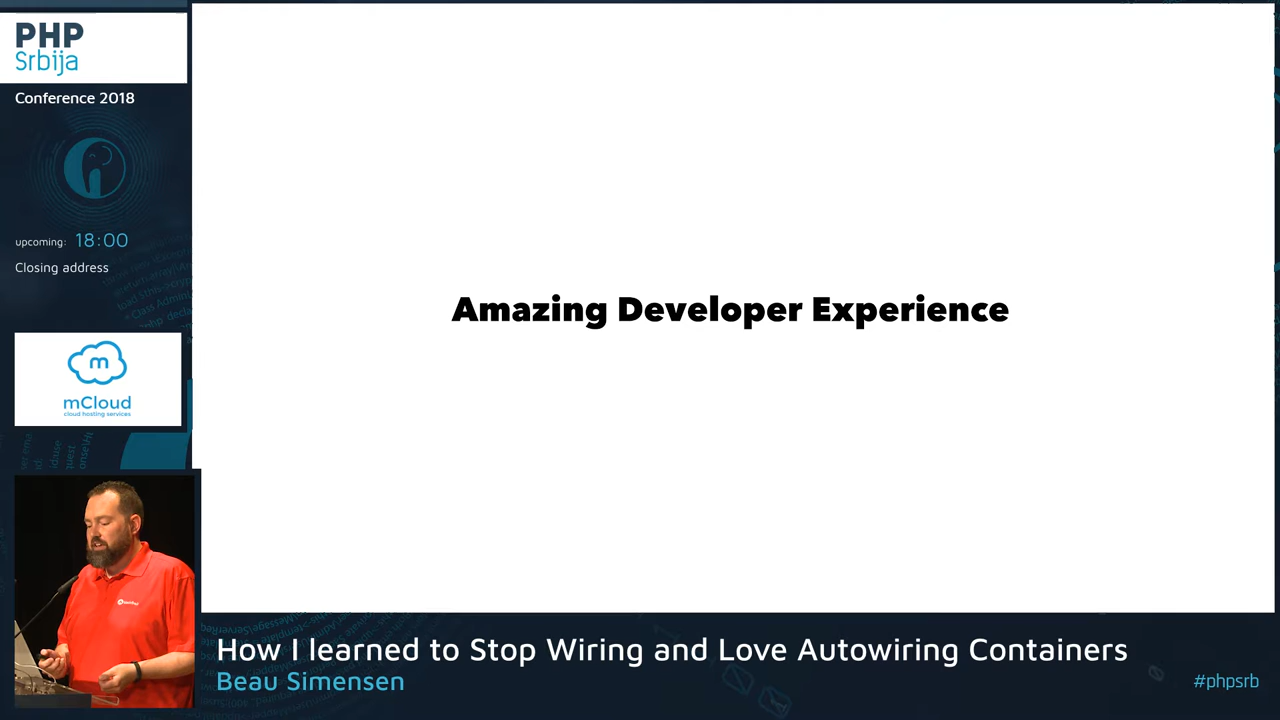 PHP
Srbija
Conference 2018
upcoming: 18:00
Closing address
m
mCloud
cloud hosting services
Amazing Developer Experience
How I learned to Stop Wiring and Love Autowiring Containers
Beau Simensen
#phpsrb